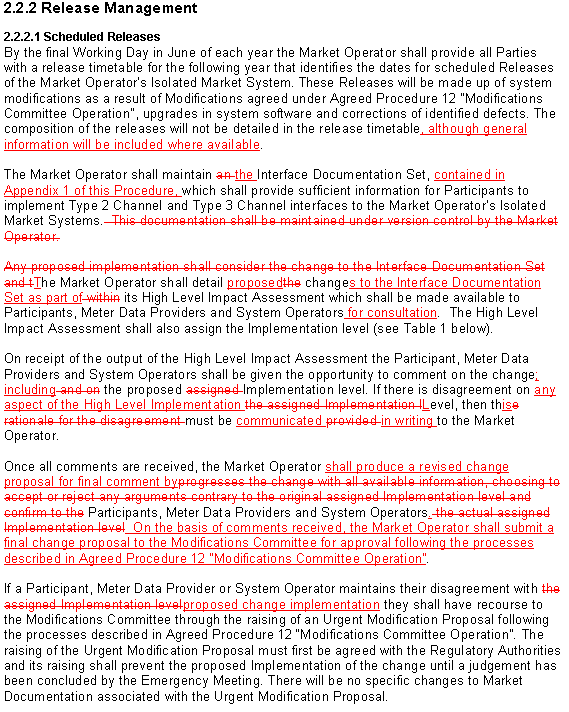 2.2.2 Release Management
2.2.2.1 Scheduled Releases
By the final Working Day in June of each year the Market Operator shall provide all Parties
with a release timetable for the following year that identifies the dates for scheduled Releases
of the Market Operator's Isolated Market System. These Releases will be made up of system
modifications as a result of Modifications agreed under Agreed Procedure 12 "Modifications
Committee Operation", upgrades in system software and corrections of identified defects. The
composition of the releases will not be detailed in the release timetable, although general
information will be included where available.
The Market Operator shall maintain an the Interface Documentation Set, contained in
Appendix 1 of this Procedure, which shall provide sufficient information for Participants to
implement Type 2 Channel and Type 3 Channel interfaces to the Market Operator's Isolated
Market Systems. This documentation shall be maintained under version control by the Market
Operator.
Any proposed implementation shall consider the change to the Interface Documentation Set
and tThe Market Operator shall detail proposedthe changes to the Interface Documentation
Set as part of within its High Level Impact Assessment which shall be made available to
Participants, Meter Data Providers and System Operators for consultation. The High Level
Impact Assessment shall also assign the Implementation level (see Table 1 below).
On receipt of the output of the High Level Impact Assessment the Participant, Meter Data
Providers and System Operators shall be given the opportunity to comment on the change;
including and on the proposed assigned Implementation level. If there is disagreement on any
aspect of the High Level Implementation the assigned Implementation lLevel, then thise
rationale for the disagreement must be communicated provided in writing to the Market
Operator.
Once all comments are received, the Market Operator shall produce a revised change
proposal for final comment byprogresses the change with all available information, choosing to
accept or reject any arguments contrary to the original assigned Implementation level and
confirm to the Participants, Meter Data Providers and System Operators. the actual assigned
Implementation level On the basis of comments received, the Market Operator shall submit a
final change proposal to the Modifications Committee for approval following the processes
described in Agreed Procedure 12 "Modifications Committee Operation".
If a Participant, Meter Data Provider or System Operator maintains their disagreement with the
assigned Implementation levelproposed change implementation they shall have recourse to
the Modifications Committee through the raising of an Urgent Modification Proposal following
the processes described in Agreed Procedure 12 "Modifications Committee Operation". The
raising of the Urgent Modification Proposal must first be agreed with the Regulatory Authorities
and its raising shall prevent the proposed Implementation of the change until a judgement has
been concluded by the Emergency Meeting. There will be no specific changes to Market
Documentation associated with the Urgent Modification Proposal.